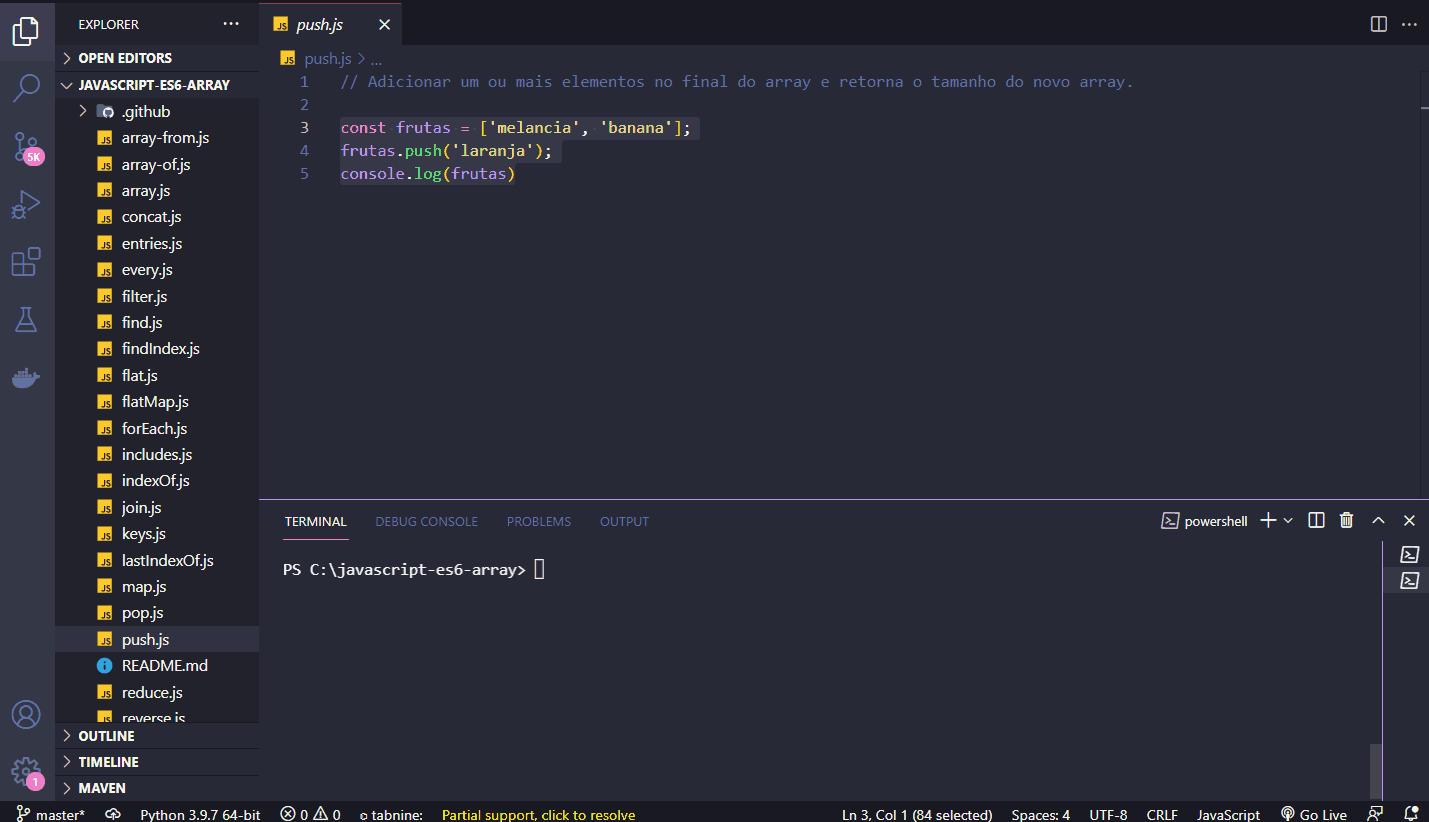 EXPLORER
OPEN EDITORS
JAVASCRIPT-ES6-ARRAY
.github
array-from.js
array-of.js
array.js
concat.js
entries.js
every.js
filter.js
find.js
findIndex.js
flat.js
flatMap.js
forEach.js
includes.js
indexOf.js
join.js
keys.js
lastIndexOf.js
map.js
pop.js
push.js
README.md
reduce.js
reverse.js
OUTLINE
TIMELINE
MAVEN
5K
1
push.js
push.js > ...
1 // Adicionar um ou mais elementos no final do array e retorna o tamanho do novo array.
2
3 const frutas = ['melancia', 'banana'];
4 frutas.push('laranja');
5 console.log(frutas)
TERMINAL DEBUG CONSOLE PROBLEMS OUTPUT
powershell
PS C:\javascript-es6-array>
master* Python 3.9.7 64-bit 0 0 tabnine: Partial support, click to resolve Ln 3, Col 1 (84 selected) Spaces: 4 UTF-8 CRLF JavaScript Go Live